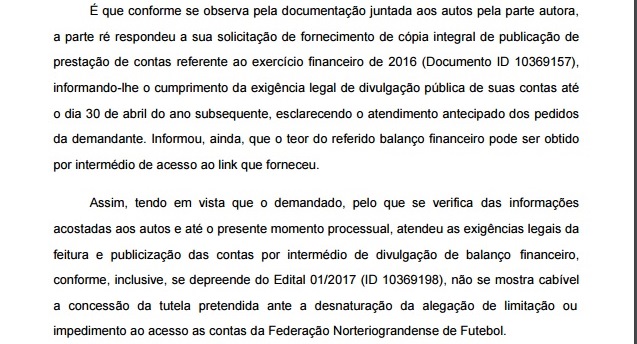 É que conforme se observa pela documentação juntada aos autos pela parte autora,
a parte ré respondeu a sua solicitação de fornecimento de cópia integral de publicação de
prestação de contas referente ao exercício financeiro de 2016 (Documento ID 10369157),
informando-lhe o cumprimento da exigência legal de divulgação pública de suas contas até
o dia 30 de abril do ano subsequente, esclarecendo o atendimento antecipado dos pedidos
da demandante. Informou, ainda, que o teor do referido balanço financeiro pode ser obtido
por intermédio de acesso ao link que forneceu.
Assim, tendo em vista que o demandado, pelo que se verifica das informações
acostadas aos autos e até o presente momento processual, atendeu as exigências legais da
feitura e publicização das contas por intermédio de divulgação de balanço financeiro,
conforme, inclusive, se depreende do Edital 01/2017 (ID 10369198), não se mostra cabível
a concessão da tutela pretendida ante a desnaturação da alegação de limitação ou
impedimento ao acesso as contas da Federação Norteriograndense de Futebol.